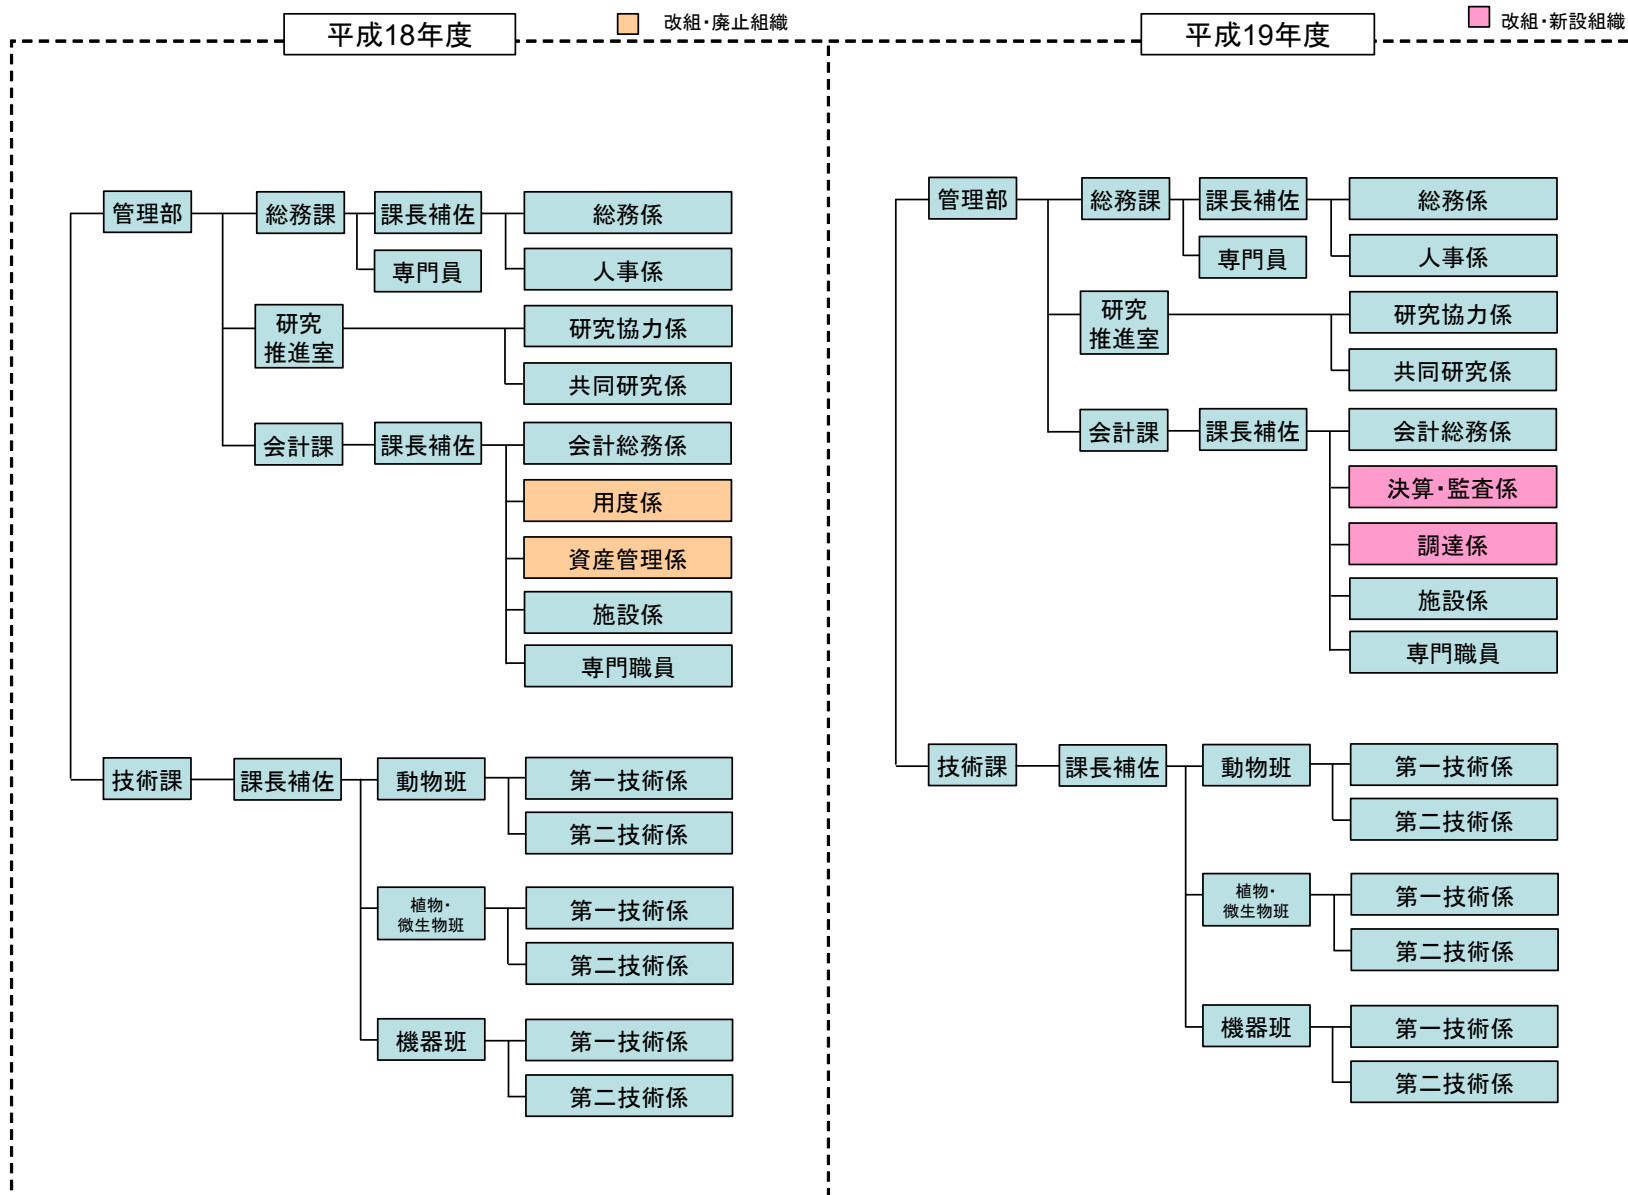 平成18年度
改組・廃止組織
管理部
総務課
課長補佐
総務係
専門員
人事係
研究
推進室
研究協力係
共同研究係
会計課
課長補佐
会計総務係
用度係
資産管理係
施設係
専門職員
技術課
課長補佐
動物班
第一技術係
第二技術係
植物・
微生物班
第一技術係
第二技術係
機器班
第一技術係
第二技術係
平成19年度
改組・新設組織
管理部
総務課
課長補佐
総務係
専門員
人事係
研究
推進室
研究協力係
共同研究係
会計課
課長補佐
会計総務係
決算・監査係
調達係
施設係
専門職員
技術課
課長補佐
動物班
第一技術係
第二技術係
植物・
微生物班
第一技術係
第二技術係
機器班
第一技術係
第二技術係